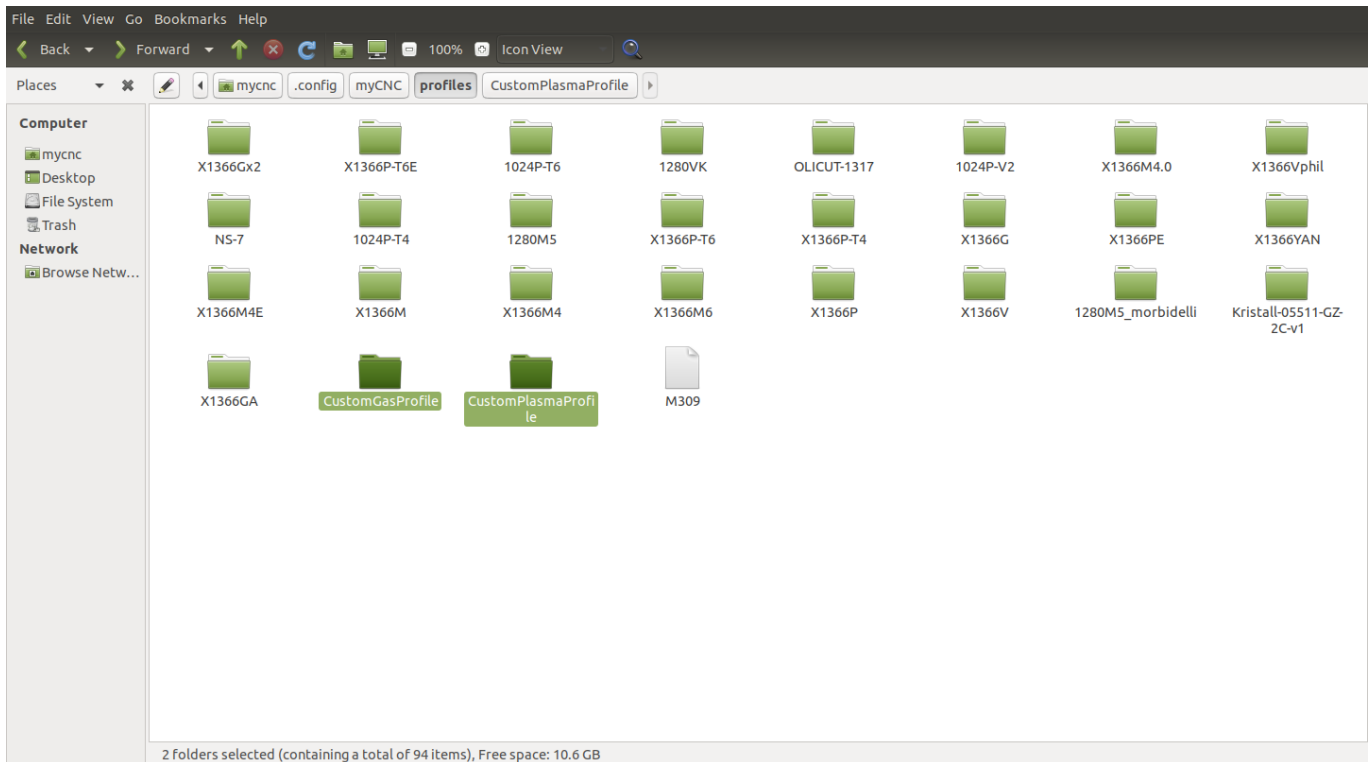 File Edit View Go Bookmarks Help
Back Forward 100% Icon View
Places mycnc .config myCNC profiles CustomPlasmaProfile
Computer
mycnc
Desktop
File System
Trash
Network
Browse Netw...
X1366Gx2 X1366P-T6E 1024P-T6 1280VK OLICUT-1317 1024P-V2 X1366M4.0 X1366Vphil
NS-7 1024P-T4 1280M5 X1366P-T6 X1366P-T4 X1366G X1366PE X1366YAN
X1366M4E X1366M X1366M4 X1366M6 X1366P X1366V 1280M5_morbidelli Kristall-05511-GZ-
2C-v1
X1366GA CustomGasProfile CustomPlasmaProfi M309
le
2 folders selected (containing a total of 94 items), Free space: 10.6 GB